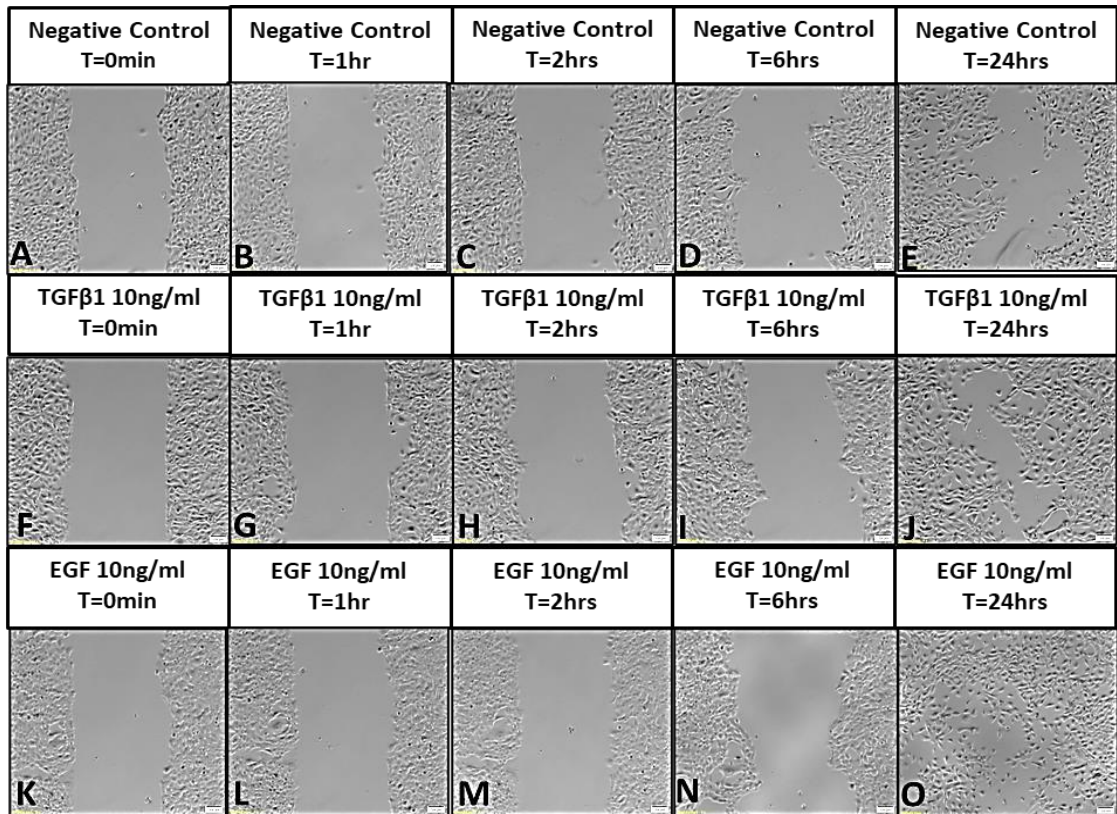 Negative Control
T=0min
Negative Control
T=1hr
Negative Control
T=2hrs
Negative Control
T=6hrs
Negative Control
T=24hrs
A
B
C
D
E
TGFβ1 10ng/ml
T=0min
TGFβ1 10ng/ml
T=1hr
TGFβ1 10ng/ml
T=2hrs
TGFβ1 10ng/ml
T=6hrs
TGFβ1 10ng/ml
T=24hrs
F
G
H
I
J
EGF 10ng/ml
T=0min
EGF 10ng/ml
T=1hr
EGF 10ng/ml
T=2hrs
EGF 10ng/ml
T=6hrs
EGF 10ng/ml
T=24hrs
K
L
M
N
O